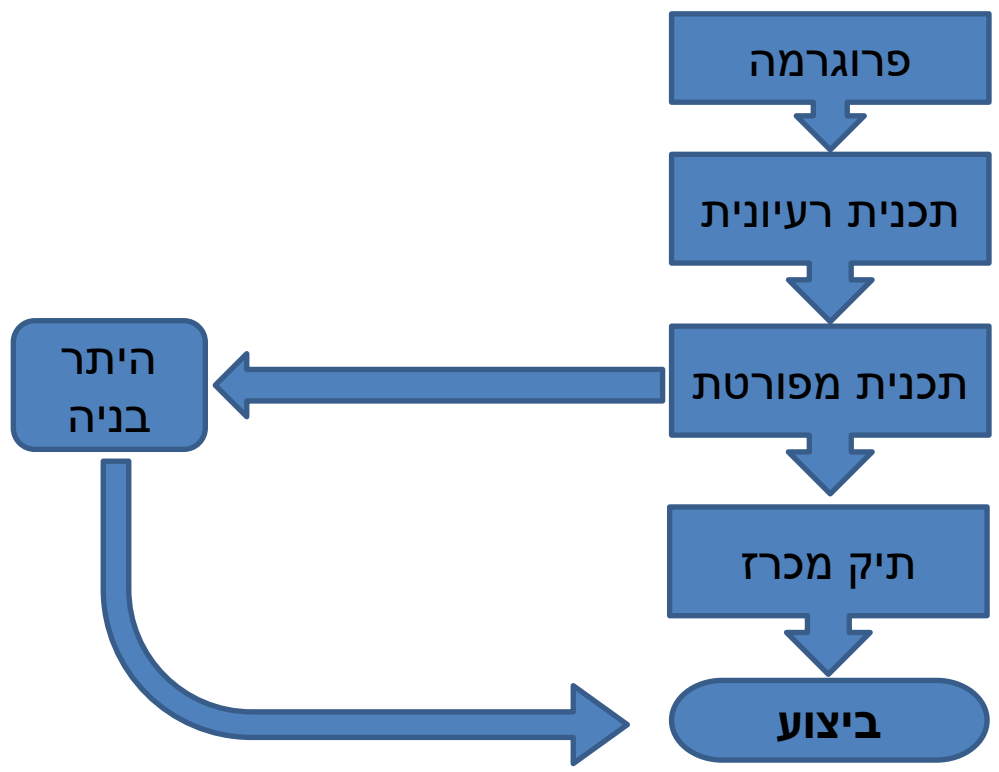 פרוגרמה
תכנית רעיונית
תכנית מפורטת
היתר
בניה
תיק מכרז
ביצוע